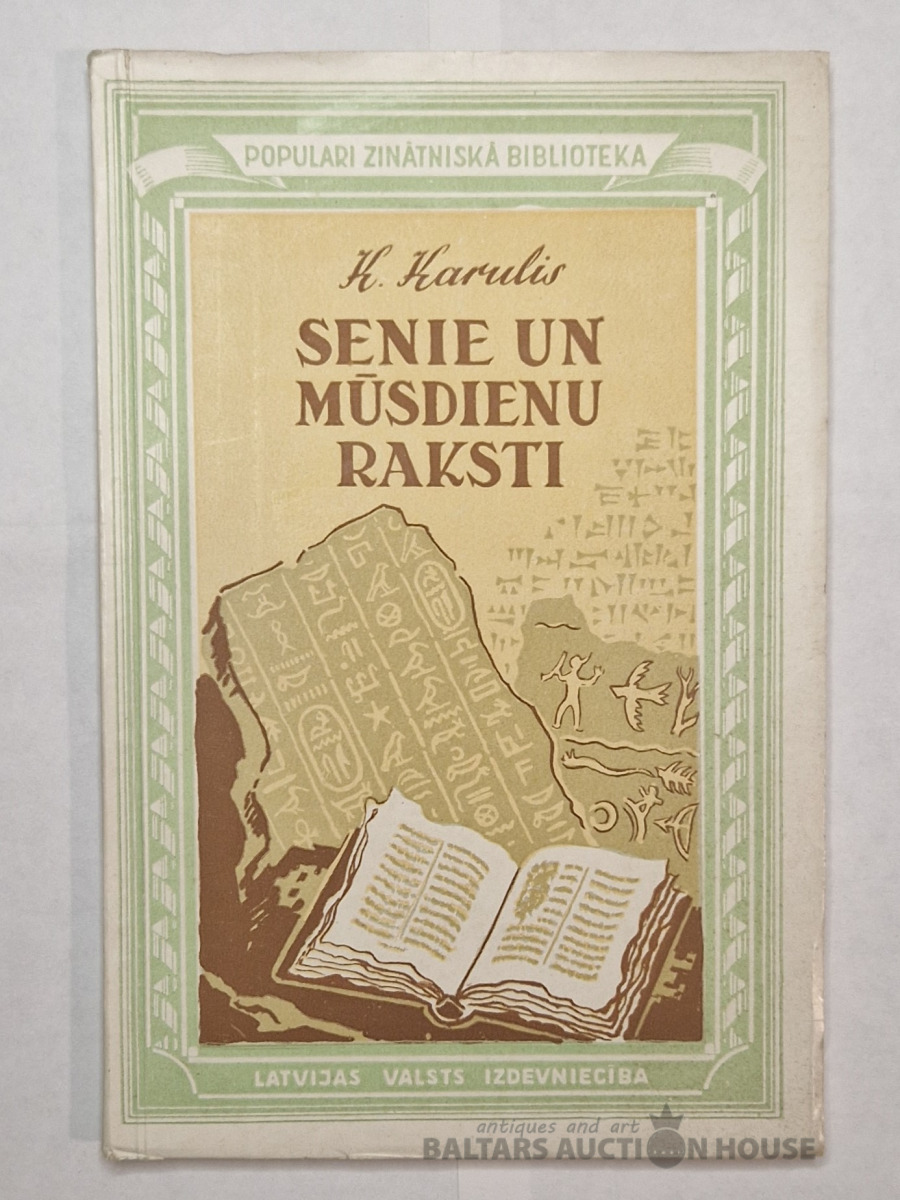 POPULARI ZINĀTNISKĀ BIBLIOTEKA
K. Karulis
SENIE UN
MŪSDIENU
RAKSTI
LATVIJAS VALSTS IZDEVNIECĪBA
antiques and art
BALTARS AUCTION HOUSE